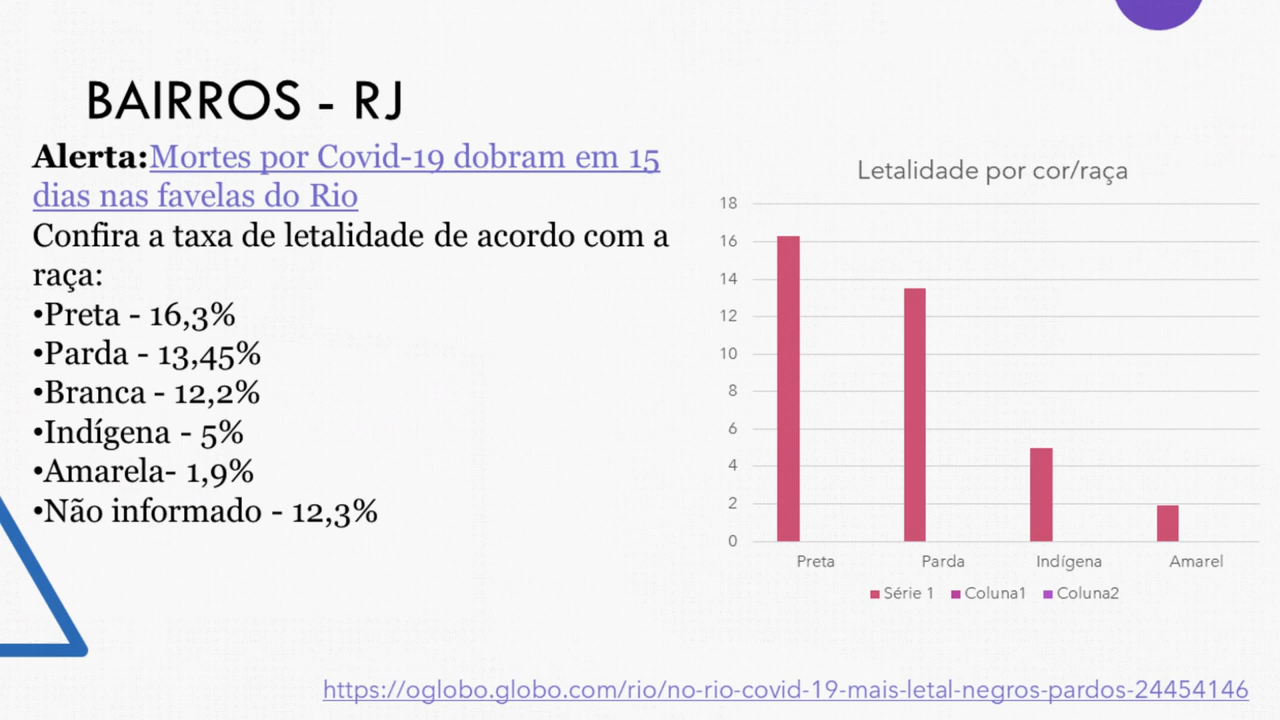 BAIRROS - RJ
Alerta:Mortes por Covid-19 dobram em 15
dias nas favelas do Rio
Confira a taxa de letalidade de acordo com a
raça:
•Preta - 16,3%
•Parda - 13,45%
•Branca - 12,2%
•Indígena - 5%
•Amarela- 1,9%
•Não informado - 12,3%
Letalidade por cor/raça
18
16
14
12
10
8
6
4
2
0
Preta Parda Indígena Amarel
Série 1 Coluna1 Coluna2
https://oglobo.globo.com/rio/no-rio-covid-19-mais-letal-negros-pardos-24454146